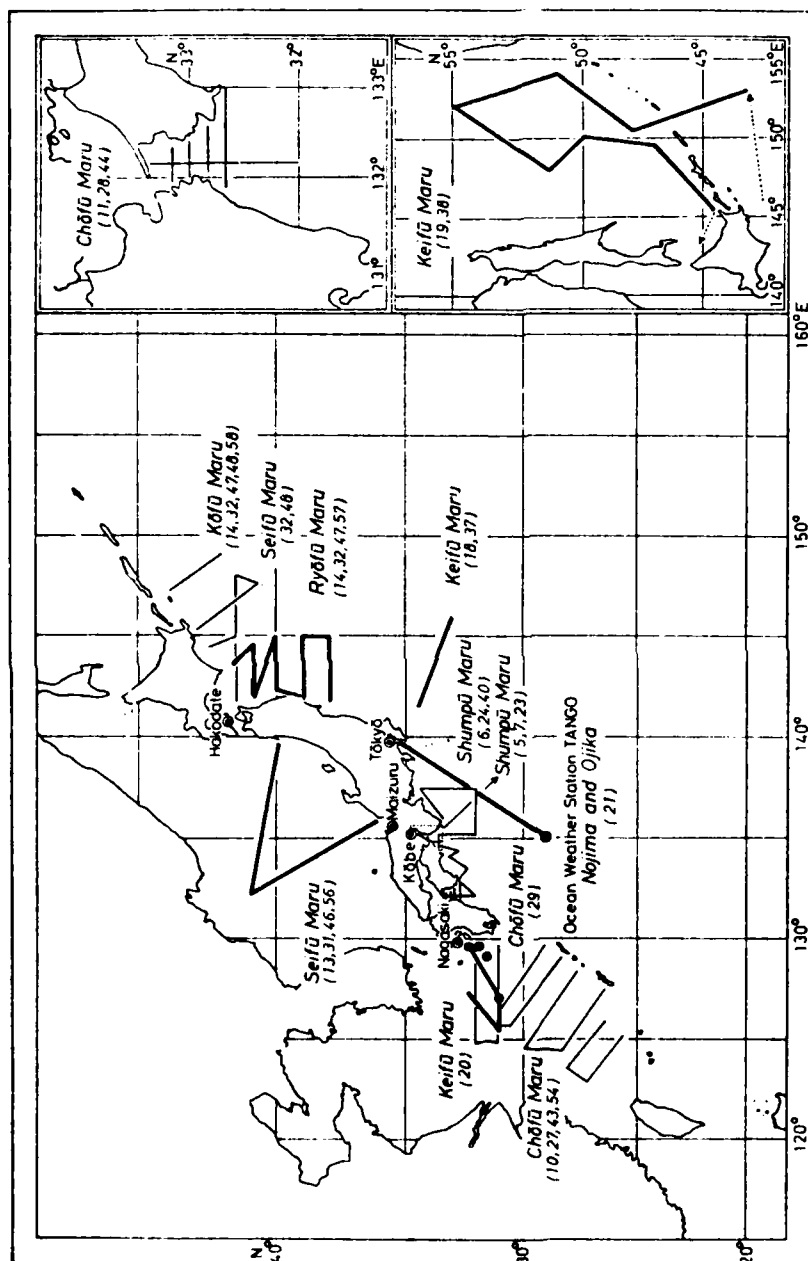 Chōfū Maru
(11,28,44)
N
33°
32°
131°
132°
133°E
Keifū Maru
(19,38)
N
55°
50°
45°
140°
145°
150°
155°E
N
40°
30°
20°
120°
130°
140°
150°
160°E
Kōfū Maru
(14,32,47,48,58)
Seifū Maru
(32,48)
Ryōfū Maru
(14,32,47,57)
Hakodate
Keifū Maru
(18,37)
Tōkyō
Maizuru
Kōbe
Shumpū Maru
(6,24,40)
Shumpū Maru
(5,7,23)
Ocean Weather Station TANGO
Nojima and Ojika
(21)
Seifū Maru
(13,31,46,56)
Nagasaki
Chōfū Maru
(29)
Keifū Maru
(20)
Chōfū Maru
(10,27,43,54)